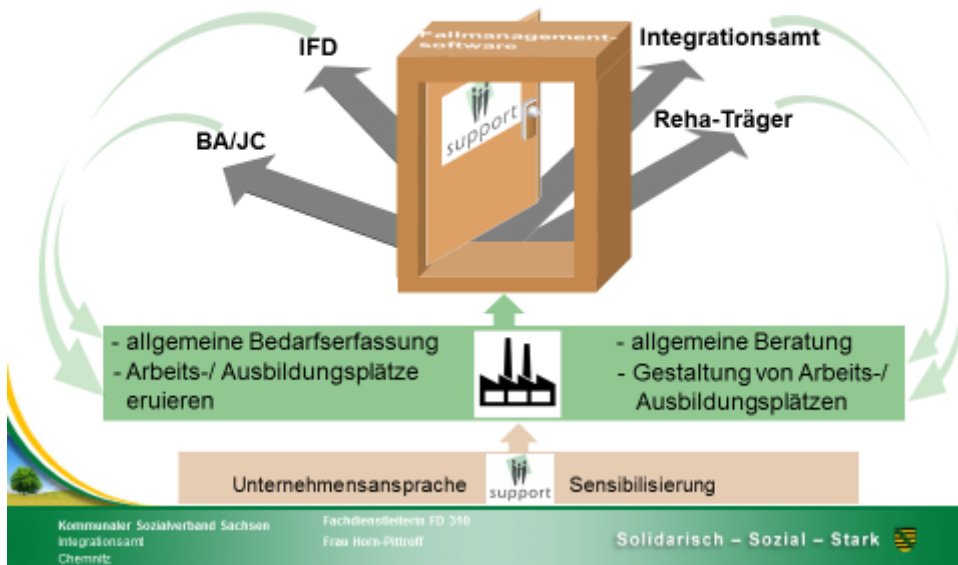 Fallmanagement-
software
IFD
Integrationsamt
support
Reha-Träger
BA/JC
- allgemeine Bedarfserfassung
- Arbeits-/ Ausbildungsplätze
eruieren
- allgemeine Beratung
- Gestaltung von Arbeits-/
Ausbildungsplätzen
Unternehmensansprache
support
Sensibilisierung
Kommunaler Sozialverband Sachsen
Integrationsamt
Chemnitz
Fachdienstleiterin FD 310
Frau Horn-Pittroff
Solidarisch – Sozial – Stark